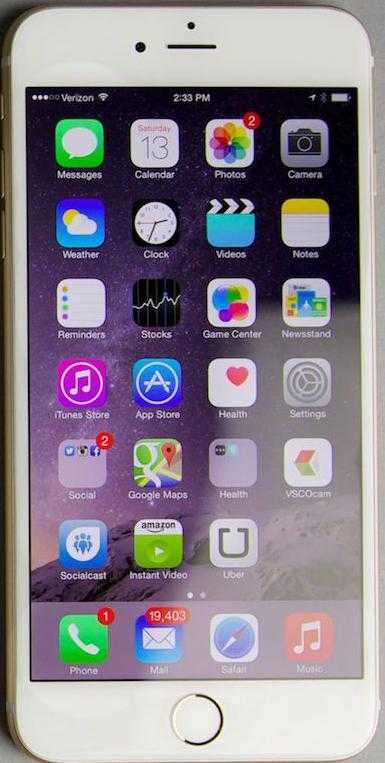 Verizon 2:33 PM
2
Saturday
13
Messages Calendar Photos Camera
Weather Clock Videos Notes
Reminders Stocks Game Center Newsstand
iTunes Store App Store Health Settings
2
Social Google Maps Health VSCOcam
amazon
Socialcast Instant Video Uber
1 19,403
Phone Mail Safari Music